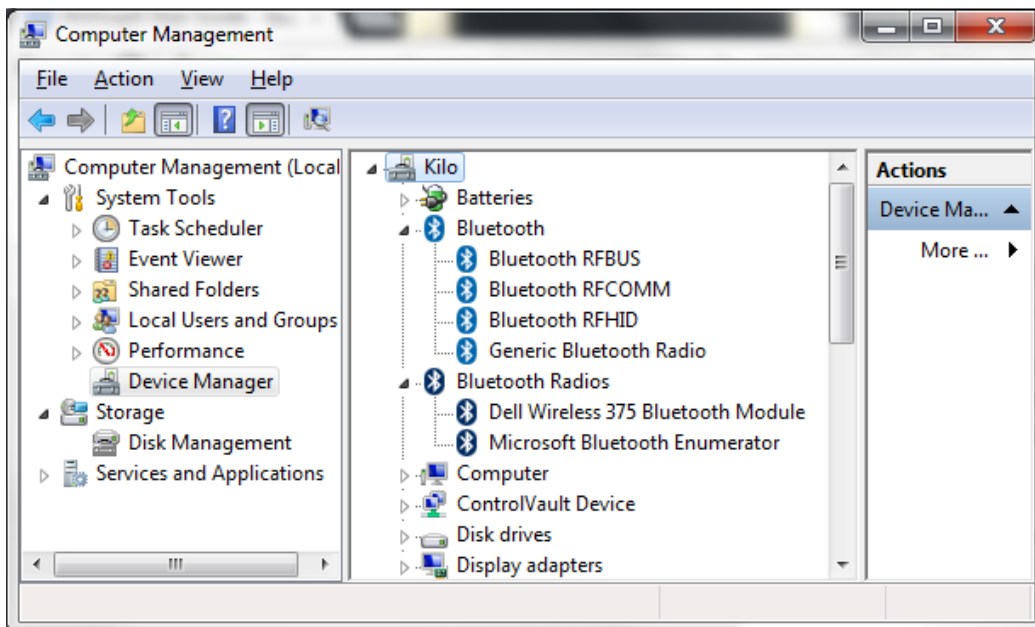 Computer Management
File Action View Help
Computer Management (Local
System Tools
Task Scheduler
Event Viewer
Shared Folders
Local Users and Groups
Performance
Device Manager
Storage
Disk Management
Services and Applications
Kilo
Batteries
Bluetooth
Bluetooth RFBUS
Bluetooth RFCOMM
Bluetooth RFHID
Generic Bluetooth Radio
Bluetooth Radios
Dell Wireless 375 Bluetooth Module
Microsoft Bluetooth Enumerator
Computer
ControlVault Device
Disk drives
Display adapters
Actions
Device Ma...
More ...